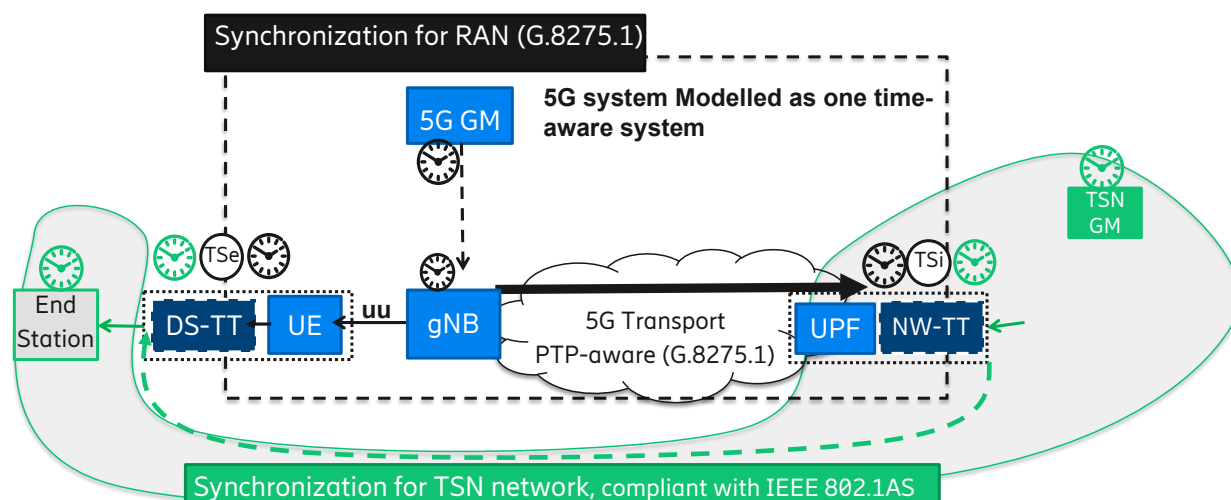 Synchronization for RAN (G.8275.1)
5G GM
5G system Modelled as one time-
aware system
TSN
GM
TSe
TSi
End
Station
DS-TT
UE
uu
gNB
5G Transport
PTP-aware (G.8275.1)
UPF
NW-TT
Synchronization for TSN network, compliant with IEEE 802.1AS